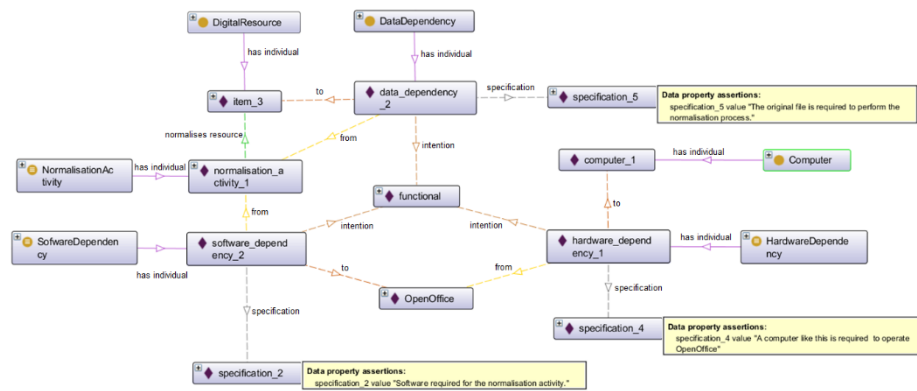 DigitalResource
DataDependency
has individual
has individual
item_3
to
data_dependency
_2
specification
specification_5
Data property assertions:
specification_5 value "The original file is required to perform the
normalisation process."
normalises resource
from
intention
computer_1
has individual
Computer
NormalisationAc
tivity
has individual
normalisation_a
ctivity_1
functional
to
from
intention
intention
SofwareDependen
cy
has individual
software_depend
ency_2
hardware_depend
ency_1
has individual
HardwareDepende
ncy
to
from
OpenOffice
specification
specification
specification_4
Data property assertions:
specification_4 value "A computer like this is required to operate
OpenOffice"
specification_2
Data property assertions:
specification_2 value "Software required for the normalisation activity."